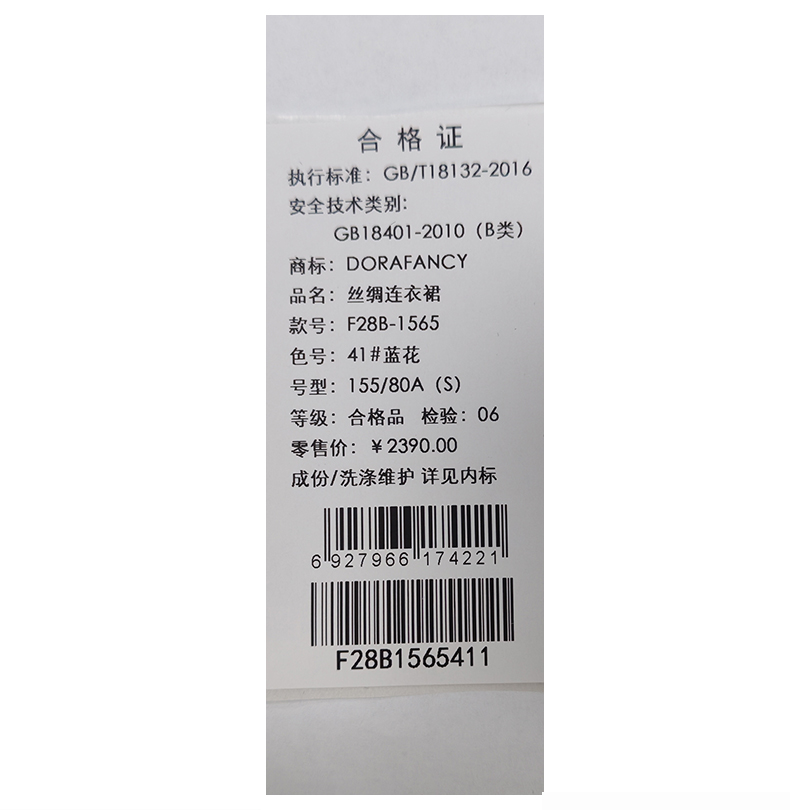 合格证
执行标准：GB/T18132-2016
安全技术类别：
GB18401-2010（B类）
商标：DORAFANCY
品名：丝绸连衣裙
款号：F28B-1565
色号：41#蓝花
号型：155/80A（S）
等级：合格品 检验：06
零售价：￥2390.00
成份/洗涤维护 详见内标
6 927966 174221
F28B1565411